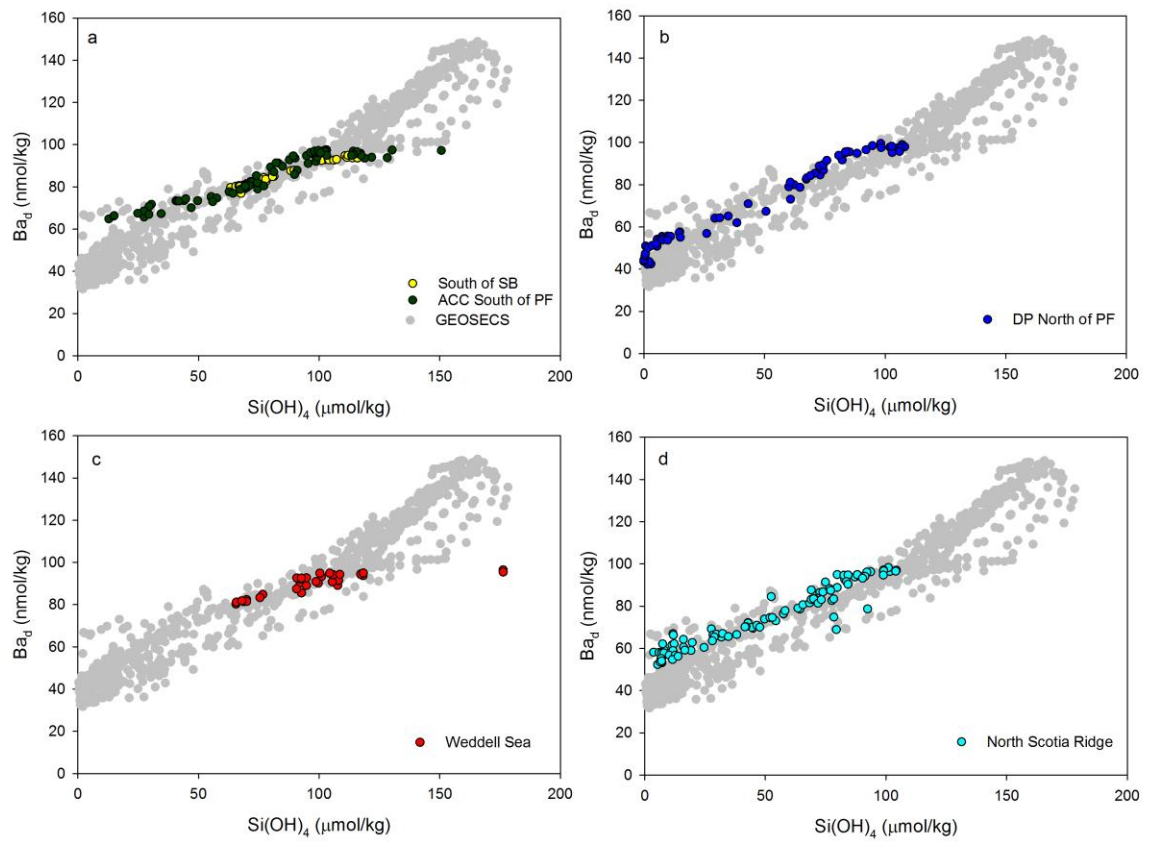 a
160
140
120
100
80
60
40
20
0
Ba_d (nmol/kg)
0 50 100 150 200
Si(OH)_4 (μmol/kg)
South of SB
ACC South of PF
GEOSECS
b
160
140
120
100
80
60
40
20
0
Ba_d (nmol/kg)
0 50 100 150 200
Si(OH)_4 (μmol/kg)
DP North of PF
c
160
140
120
100
80
60
40
20
0
Ba_d (nmol/kg)
0 50 100 150 200
Si(OH)_4 (μmol/kg)
Weddell Sea
d
160
140
120
100
80
60
40
20
0
Ba_d (nmol/kg)
0 50 100 150 200
Si(OH)_4 (μmol/kg)
North Scotia Ridge